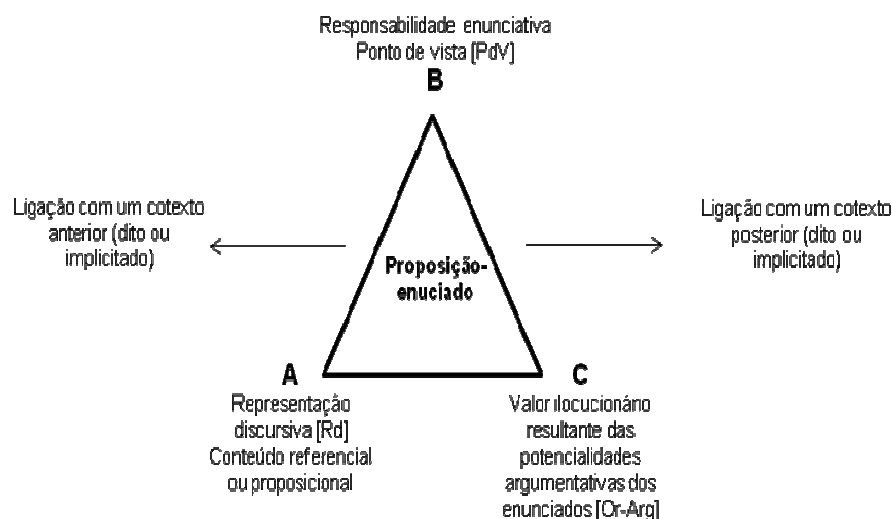 Responsabilidade enunciativa
Ponto de vista [PdV]
B
Ligação com um cotexto
anterior (dito ou
implicitado)
Ligação com um cotexto
posterior (dito ou
implicitado)
Proposição-
enuciado
A
Representação
discursiva [Rd]
Conteúdo referencial
ou proposicional
C
Valor ilocucionário
resultante das
potencialidades
argumentativas dos
enunciados [Or-Arg]